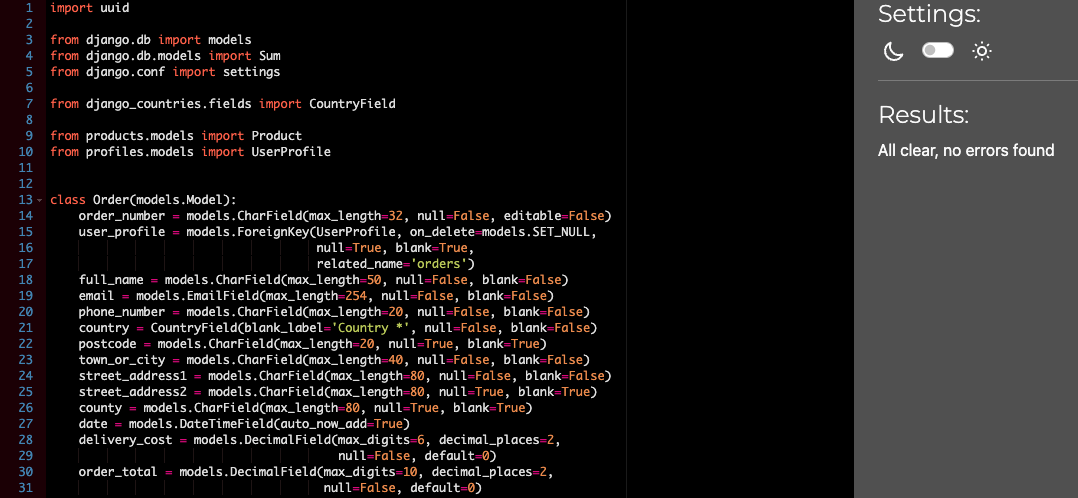 1 import uuid
2
3 from django.db import models
4 from django.db.models import Sum
5 from django.conf import settings
6
7 from django_countries.fields import CountryField
8
9 from products.models import Product
10 from profiles.models import UserProfile
11
12
13 class Order(models.Model):
14     order_number = models.CharField(max_length=32, null=False, editable=False)
15     user_profile = models.ForeignKey(UserProfile, on_delete=models.SET_NULL,
16                                      null=True, blank=True,
17                                      related_name='orders')
18     full_name = models.CharField(max_length=50, null=False, blank=False)
19     email = models.EmailField(max_length=254, null=False, blank=False)
20     phone_number = models.CharField(max_length=20, null=False, blank=False)
21     country = CountryField(blank_label='Country *', null=False, blank=False)
22     postcode = models.CharField(max_length=20, null=True, blank=True)
23     town_or_city = models.CharField(max_length=40, null=False, blank=False)
24     street_address1 = models.CharField(max_length=80, null=False, blank=False)
25     street_address2 = models.CharField(max_length=80, null=True, blank=True)
26     county = models.CharField(max_length=80, null=True, blank=True)
27     date = models.DateTimeField(auto_now_add=True)
28     delivery_cost = models.DecimalField(max_digits=6, decimal_places=2,
29                                         null=False, default=0)
30     order_total = models.DecimalField(max_digits=10, decimal_places=2,
31                                       null=False, default=0)
Settings:
Results:
All clear, no errors found